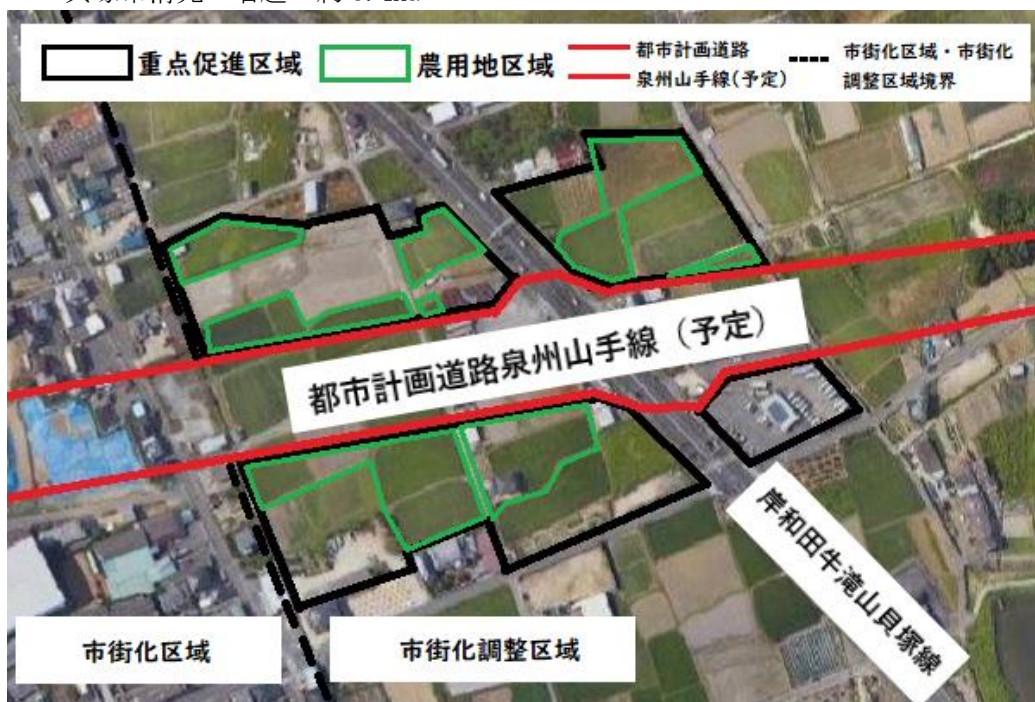 重点促進区域
農用地区域
都市計画道路
泉州山手線(予定)
市街化区域・市街化
調整区域境界
都市計画道路泉州山手線（予定）
岸和田牛滝山貝塚線
市街化区域
市街化調整区域